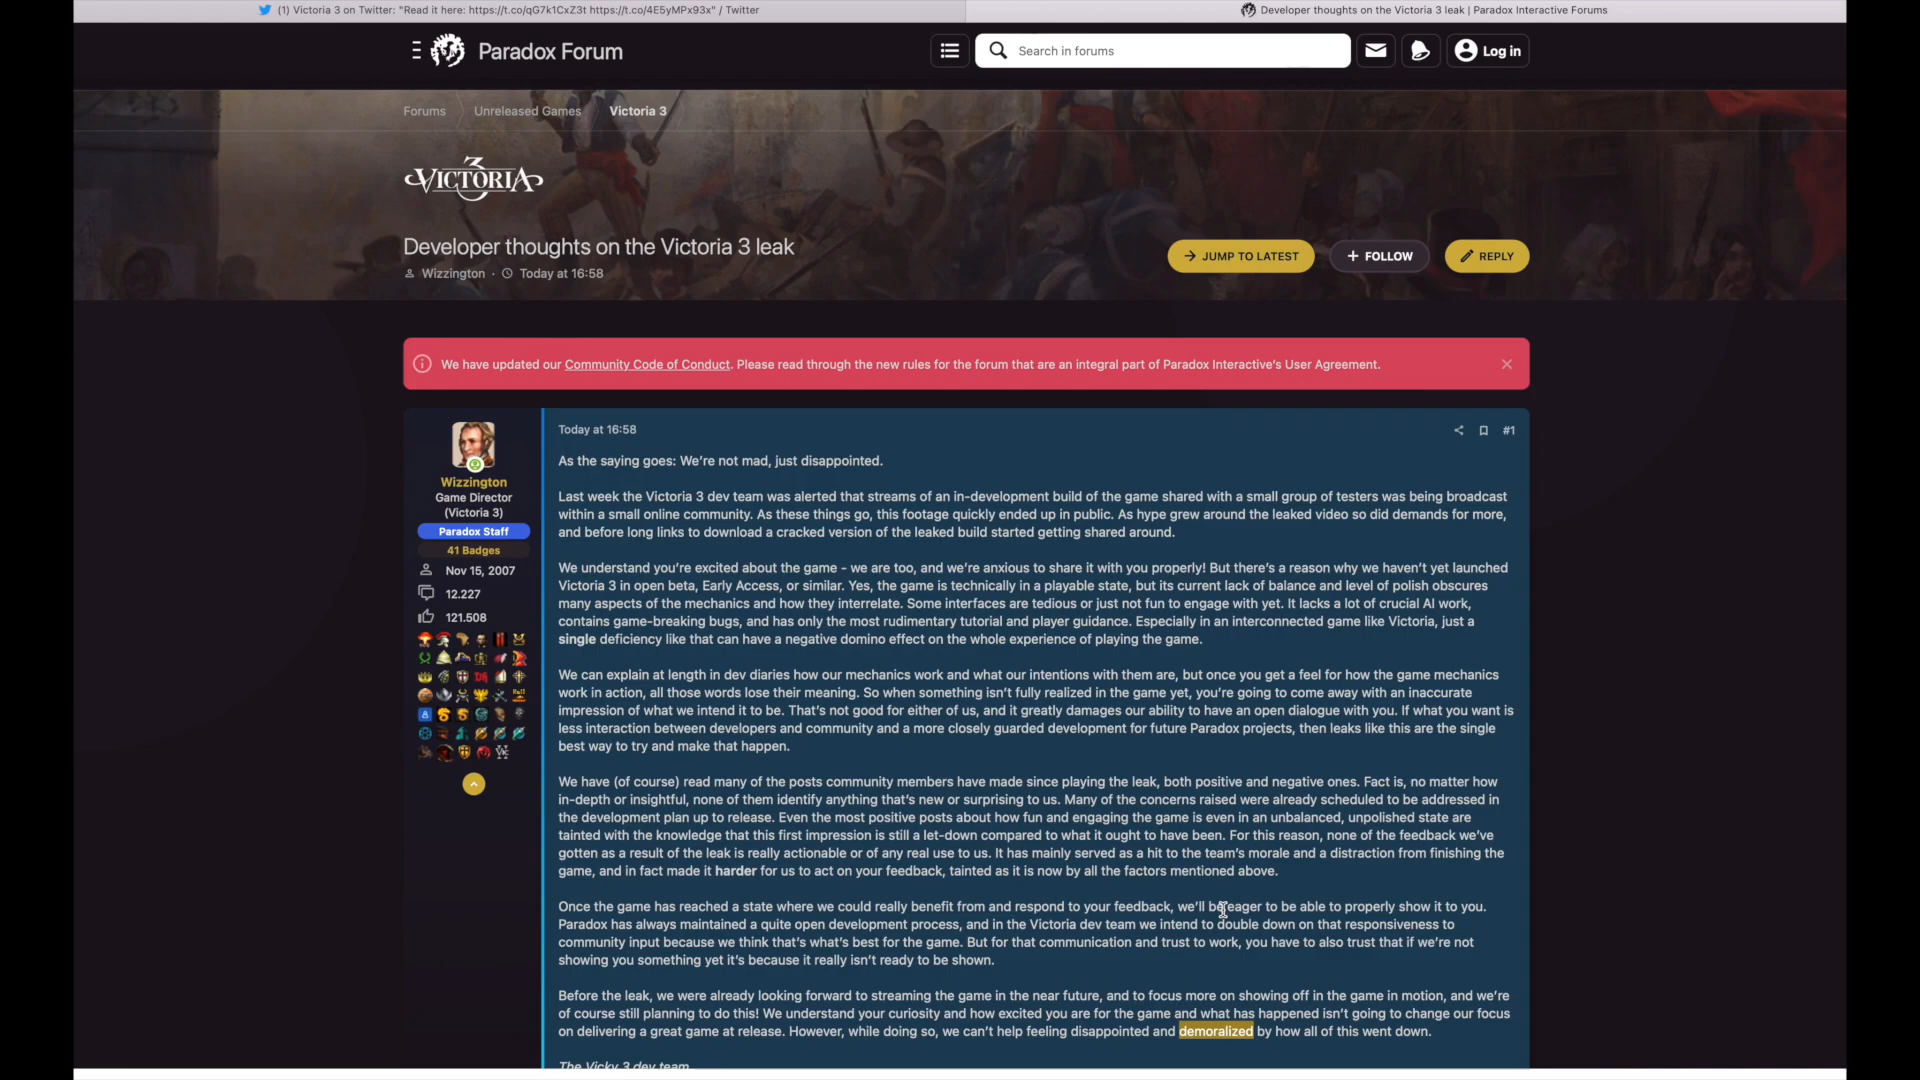 (1) Victoria 3 on Twitter: "Read it here: https://t.co/qG7k1CxZ3t https://t.co/4E5yMPx93x" / Twitter
Developer thoughts on the Victoria 3 leak | Paradox Interactive Forums
Paradox Forum
Search in forums
Log in
Forums
Unreleased Games
Victoria 3
VICTORIA
3
Developer thoughts on the Victoria 3 leak
Wizzington · Today at 16:58
JUMP TO LATEST
FOLLOW
REPLY
We have updated our Community Code of Conduct. Please read through the new rules for the forum that are an integral part of Paradox Interactive's User Agreement.
Wizzington
Game Director
(Victoria 3)
Paradox Staff
41 Badges
Nov 15, 2007
12.227
121.508
Today at 16:58
#1
As the saying goes: We're not mad, just disappointed.
Last week the Victoria 3 dev team was alerted that streams of an in-development build of the game shared with a small group of testers was being broadcast
within a small online community. As these things go, this footage quickly ended up in public. As hype grew around the leaked video so did demands for more,
and before long links to download a cracked version of the leaked build started getting shared around.
We understand you're excited about the game - we are too, and we're anxious to share it with you properly! But there's a reason why we haven't yet launched
Victoria 3 in open beta, Early Access, or similar. Yes, the game is technically in a playable state, but its current lack of balance and level of polish obscures
many aspects of the mechanics and how they interrelate. Some interfaces are tedious or just not fun to engage with yet. It lacks a lot of crucial AI work,
contains game-breaking bugs, and has only the most rudimentary tutorial and player guidance. Especially in an interconnected game like Victoria, just a
single deficiency like that can have a negative domino effect on the whole experience of playing the game.
We can explain at length in dev diaries how our mechanics work and what our intentions with them are, but once you get a feel for how the game mechanics
work in action, all those words lose their meaning. So when something isn't fully realized in the game yet, you're going to come away with an inaccurate
impression of what we intend it to be. That's not good for either of us, and it greatly damages our ability to have an open dialogue with you. If what you want is
less interaction between developers and community and a more closely guarded development for future Paradox projects, then leaks like this are the single
best way to try and make that happen.
We have (of course) read many of the posts community members have made since playing the leak, both positive and negative ones. Fact is, no matter how
in-depth or insightful, none of them identify anything that's new or surprising to us. Many of the concerns raised were already scheduled to be addressed in
the development plan up to release. Even the most positive posts about how fun and engaging the game is even in an unbalanced, unpolished state are
tainted with the knowledge that this first impression is still a let-down compared to what it ought to have been. For this reason, none of the feedback we've
gotten as a result of the leak is really actionable or of any real use to us. It has mainly served as a hit to the team's morale and a distraction from finishing the
game, and in fact made it harder for us to act on your feedback, tainted as it is now by all the factors mentioned above.
Once the game has reached a state where we could really benefit from and respond to your feedback, we'll be eager to be able to properly show it to you.
Paradox has always maintained a quite open development process, and in the Victoria dev team we intend to double down on that responsiveness to
community input because we think that's what's best for the game. But for that communication and trust to work, you have to also trust that if we're not
showing you something yet it's because it really isn't ready to be shown.
Before the leak, we were already looking forward to streaming the game in the near future, and to focus more on showing off in the game in motion, and we're
of course still planning to do this! We understand your curiosity and how excited you are for the game and what has happened isn't going to change our focus
on delivering a great game at release. However, while doing so, we can't help feeling disappointed and demoralized by how all of this went down.
The Vicky 3 dev team